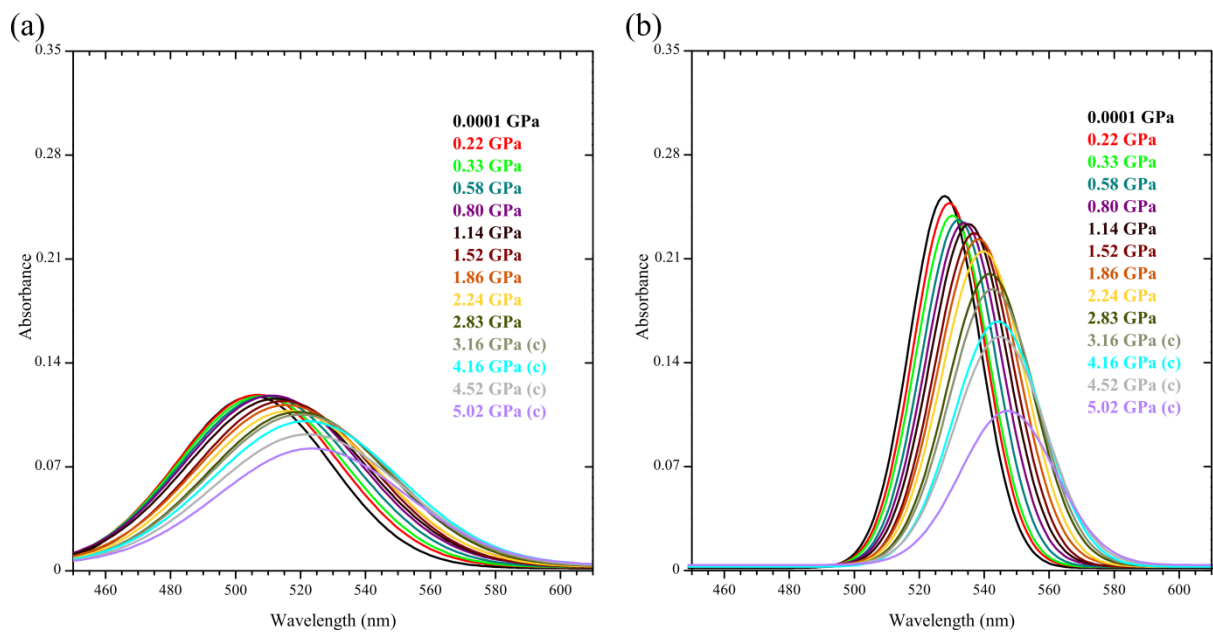 (a)
0.35
0.28
0.21
0.14
0.07
0
Absorbance
0.0001 GPa
0.22 GPa
0.33 GPa
0.58 GPa
0.80 GPa
1.14 GPa
1.52 GPa
1.86 GPa
2.24 GPa
2.83 GPa
3.16 GPa (c)
4.16 GPa (c)
4.52 GPa (c)
5.02 GPa (c)
460 480 500 520 540 560 580 600
Wavelength (nm)
(b)
0.35
0.28
0.21
0.14
0.07
0
Absorbance
0.0001 GPa
0.22 GPa
0.33 GPa
0.58 GPa
0.80 GPa
1.14 GPa
1.52 GPa
1.86 GPa
2.24 GPa
2.83 GPa
3.16 GPa (c)
4.16 GPa (c)
4.52 GPa (c)
5.02 GPa (c)
460 480 500 520 540 560 580 600
Wavelength (nm)